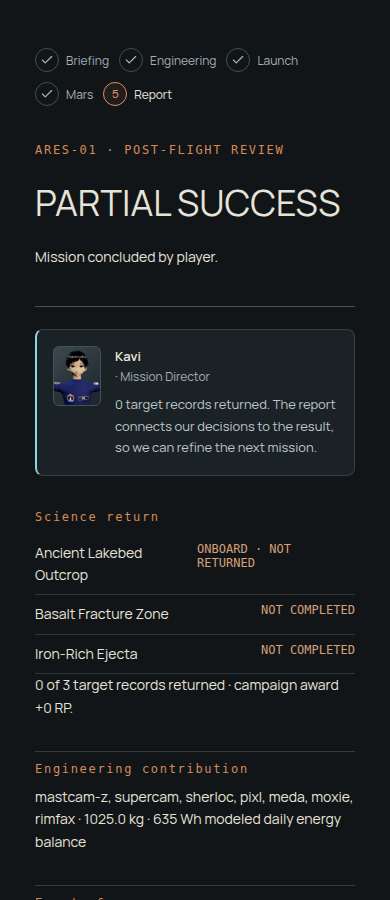 Briefing Engineering Launch
Mars 5 Report
ARES-01 · POST-FLIGHT REVIEW
PARTIAL SUCCESS
Mission concluded by player.
Kavi
· Mission Director
0 target records returned. The report
connects our decisions to the result,
so we can refine the next mission.
Science return
Ancient Lakebed
Outcrop
ONBOARD · NOT
RETURNED
Basalt Fracture Zone NOT COMPLETED
Iron-Rich Ejecta NOT COMPLETED
0 of 3 target records returned · campaign award
+0 RP.
Engineering contribution
mastcam-z, supercam, sherloc, pixl, meda, moxie,
rimfax · 1025.0 kg · 635 Wh modeled daily energy
balance